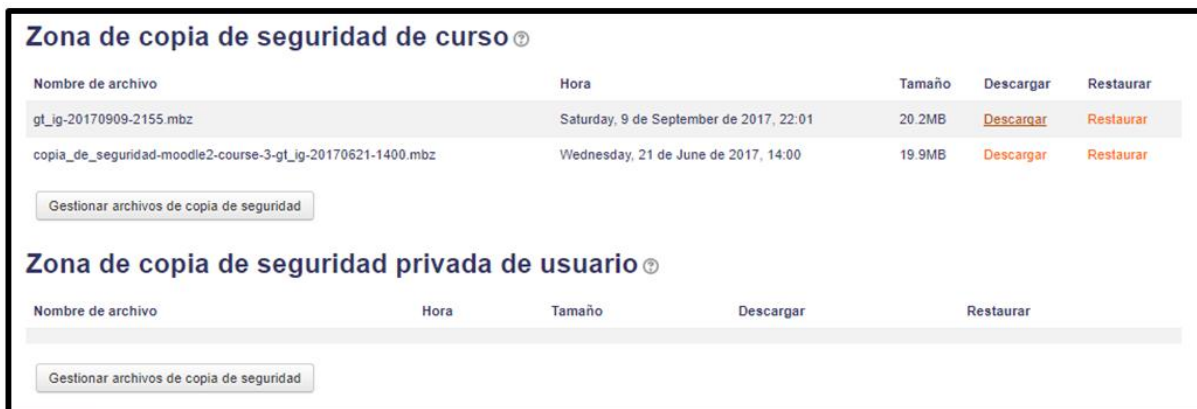 Zona de copia de seguridad de curso
Nombre de archivo Hora Tamaño Descargar Restaurar
gt_ig-20170909-2155.mbz Saturday, 9 de September de 2017, 22:01 20.2MB Descargar Restaurar
copia_de_seguridad-moodle2-course-3-gt_ig-20170621-1400.mbz Wednesday, 21 de June de 2017, 14:00 19.9MB Descargar Restaurar
Gestionar archivos de copia de seguridad
Zona de copia de seguridad privada de usuario
Nombre de archivo Hora Tamaño Descargar Restaurar
Gestionar archivos de copia de seguridad